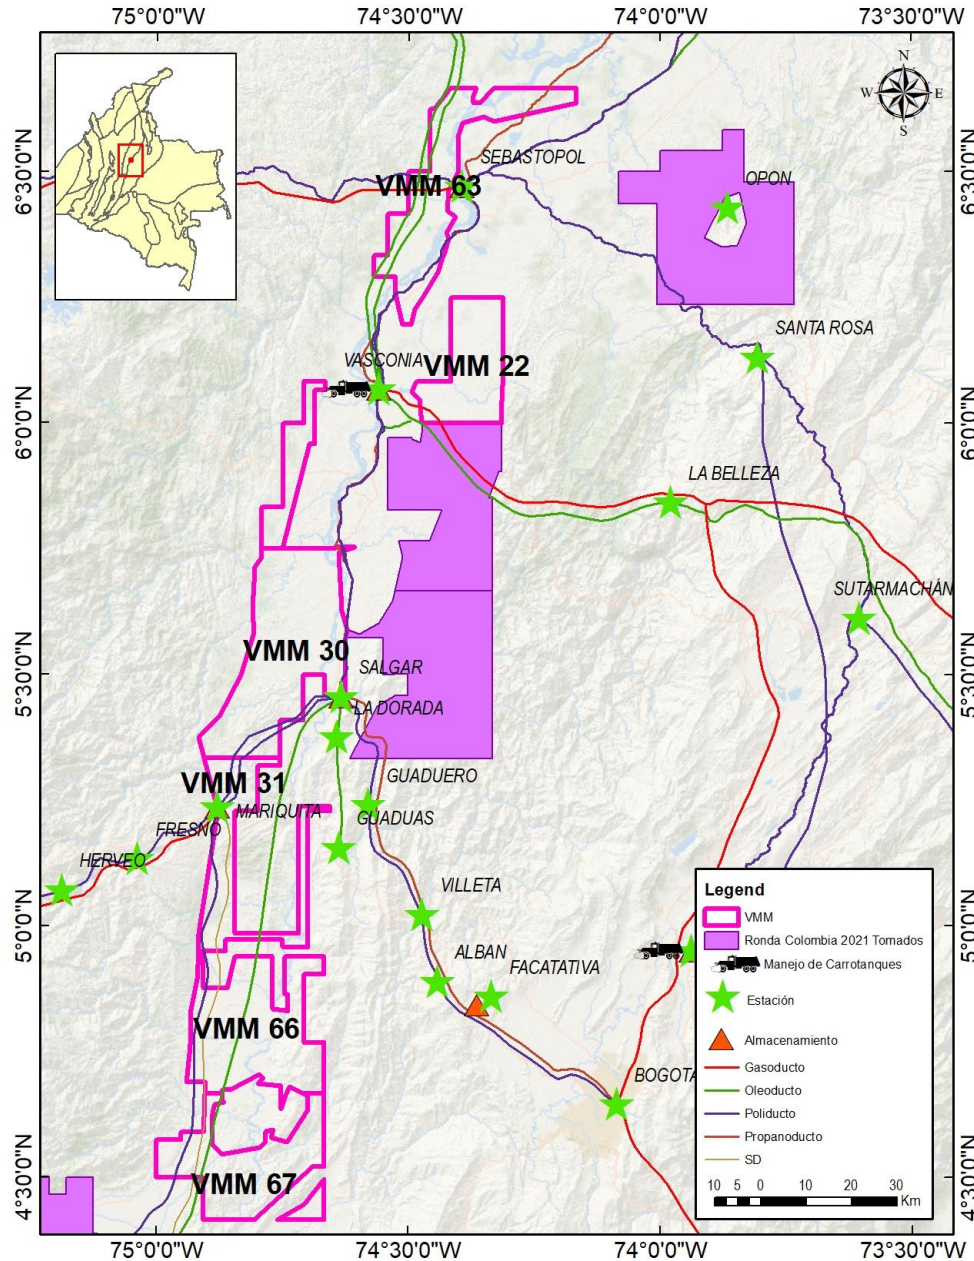 75°0'0"W 74°30'0"W 74°0'0"W 73°30'0"W
N
W E
S
6°30'0"N 6°30'0"N
SEBASTOPOL
OPON
VMM 63
SANTA ROSA
VASCONIA
VMM 22
6°0'0"N 6°0'0"N
LA BELLEZA
SUTARMACHÁN
VMM 30
SALGAR
5°30'0"N 5°30'0"N
LA DORADA
VMM 31
GUADUERO
MARIQUITA
GUADUAS
FRESNO
HERVEO
VILLETA
5°0'0"N 5°0'0"N
ALBAN
FACATATIVA
VMM 66
BOGOTA
VMM 67
4°30'0"N 4°30'0"N
Legend
VMM
Ronda Colombia 2021 Tomados
Manejo de Carrotanques
Estación
Almacenamiento
Gasoducto
Oleoducto
Poliducto
Propanoducto
SD
10 5 0 10 20 30
Km
75°0'0"W 74°30'0"W 74°0'0"W 73°30'0"W